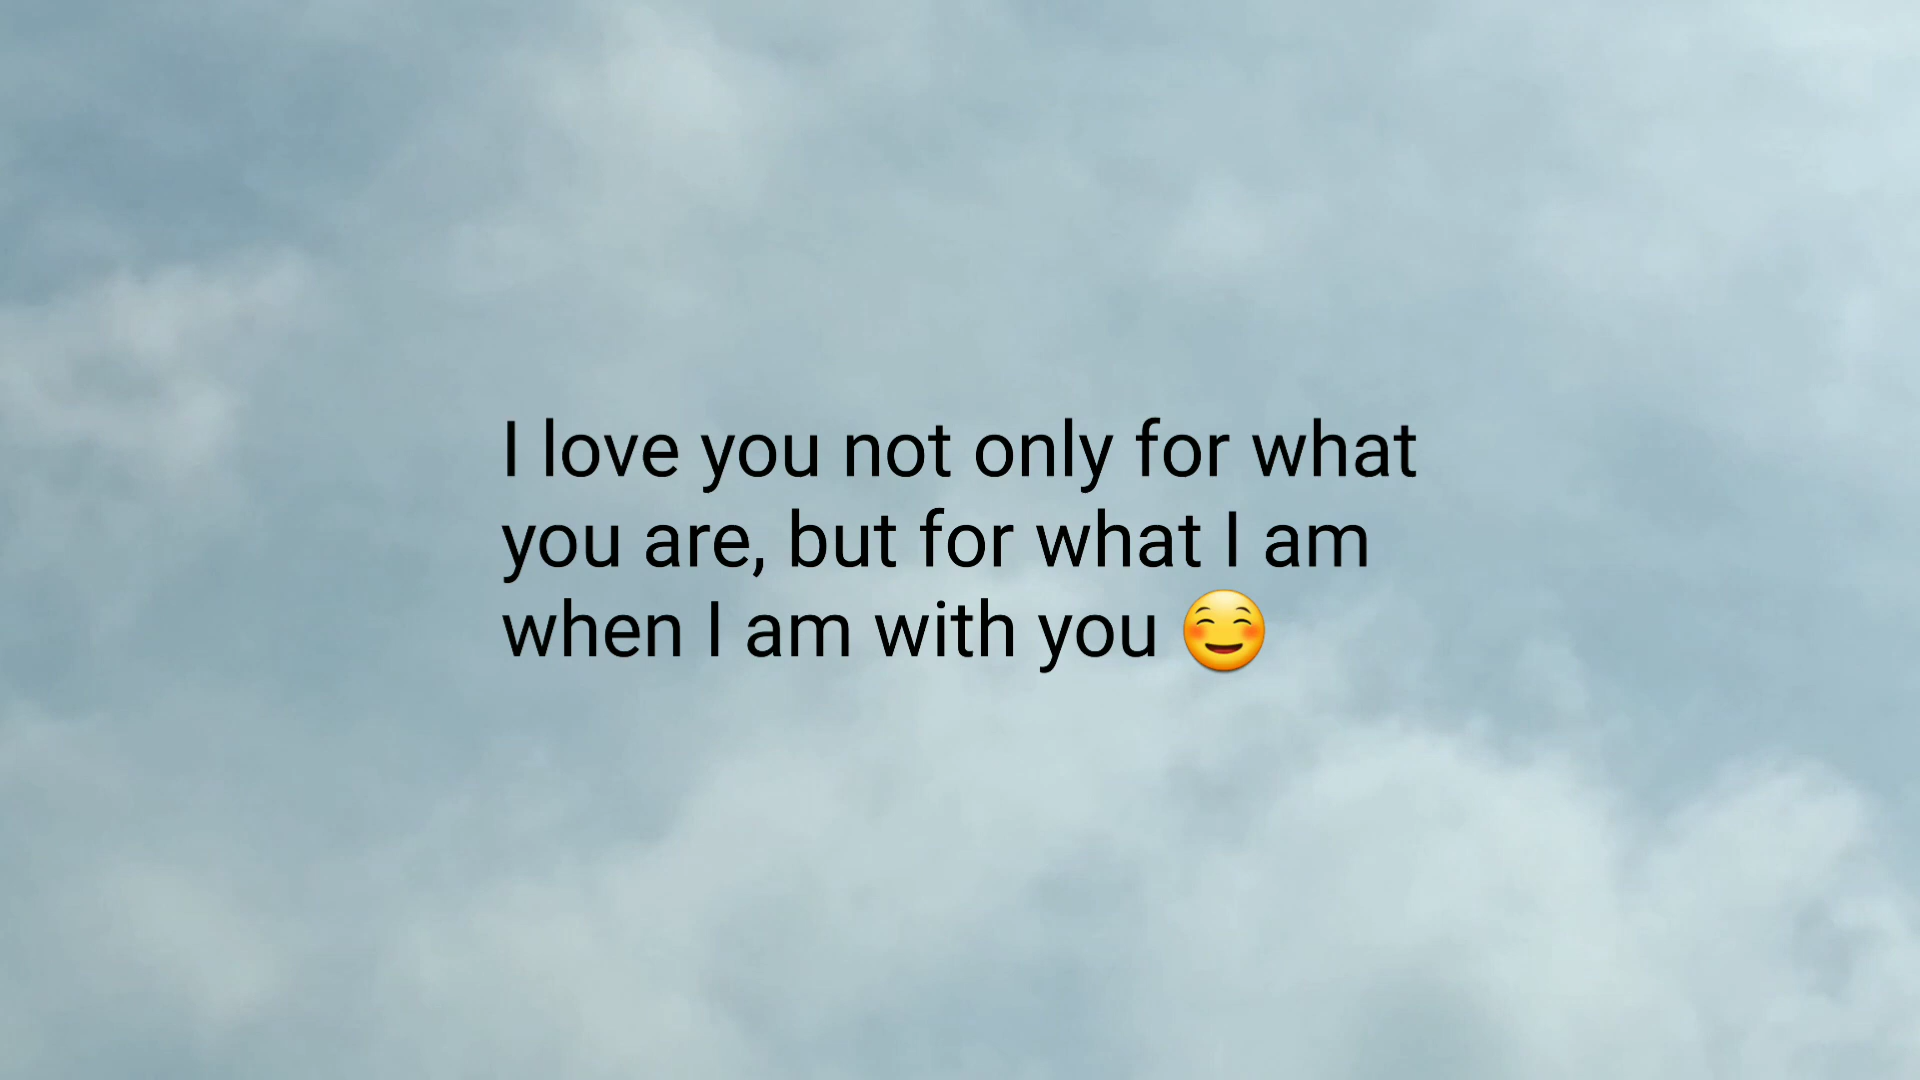 I love you not only for what
you are, but for what I am
when I am with you 😊